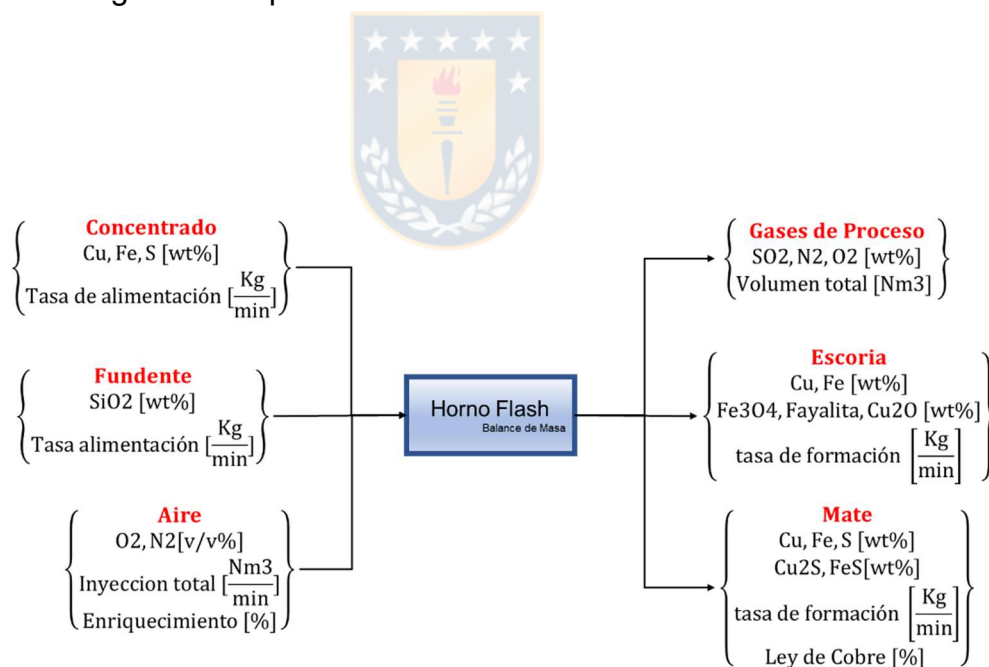 Concentrado
Cu, Fe, S [wt%]
Tasa de alimentación [Kg/min]
Fundente
SiO2 [wt%]
Tasa alimentación [Kg/min]
Aire
O2, N2[v/v%]
Inyeccion total [Nm3/min]
Enriquecimiento [%]
Horno Flash
Balance de Masa
Gases de Proceso
SO2, N2, O2 [wt%]
Volumen total [Nm3]
Escoria
Cu, Fe [wt%]
Fe3O4, Fayalita, Cu2O [wt%]
tasa de formación [Kg/min]
Mate
Cu, Fe, S [wt%]
Cu2S, FeS[wt%]
tasa de formación [Kg/min]
Ley de Cobre [%]